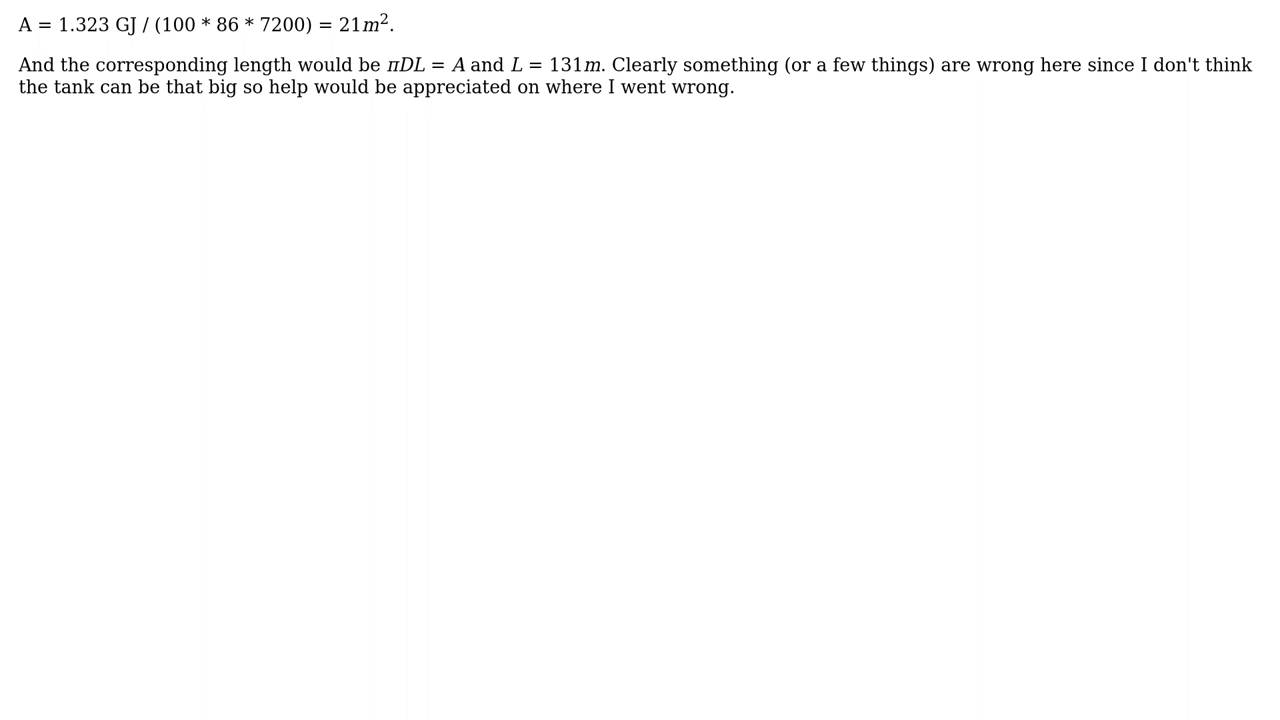 A = 1.323 GJ / (100 * 86 * 7200) = 21m².
And the corresponding length would be πDL = A and L = 131m. Clearly something (or a few things) are wrong here since I don't think
the tank can be that big so help would be appreciated on where I went wrong.